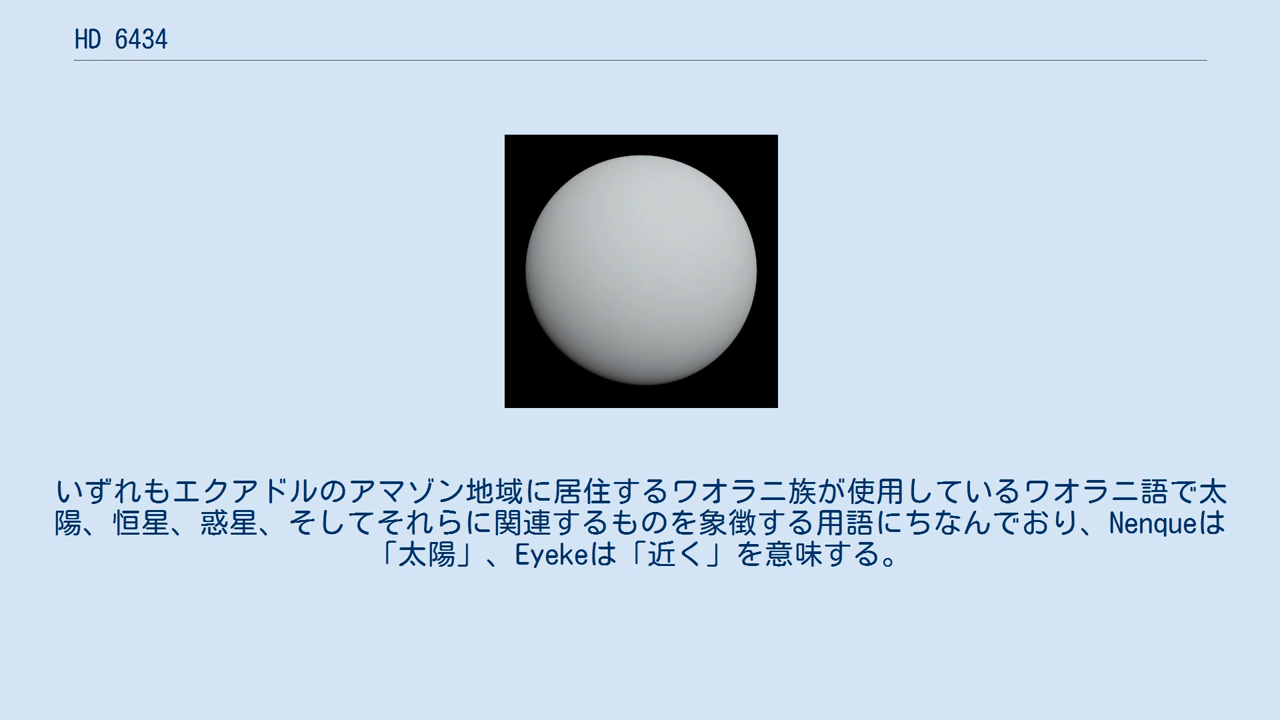 HD 6434
いずれもエクアドルのアマゾン地域に居住するワオラニ族が使用しているワオラニ語で太
陽、恒星、惑星、そしてそれらに関連するものを象徴する用語にちなんでおり、Nenqueは
「太陽」、Eyekeは「近く」を意味する。